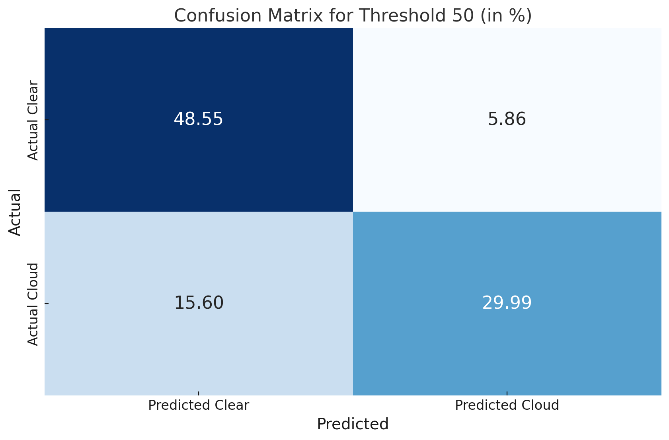 Confusion Matrix for Threshold 50 (in %)
Actual
Actual Clear
48.55
5.86
Actual Cloud
15.60
29.99
Predicted Clear
Predicted Cloud
Predicted